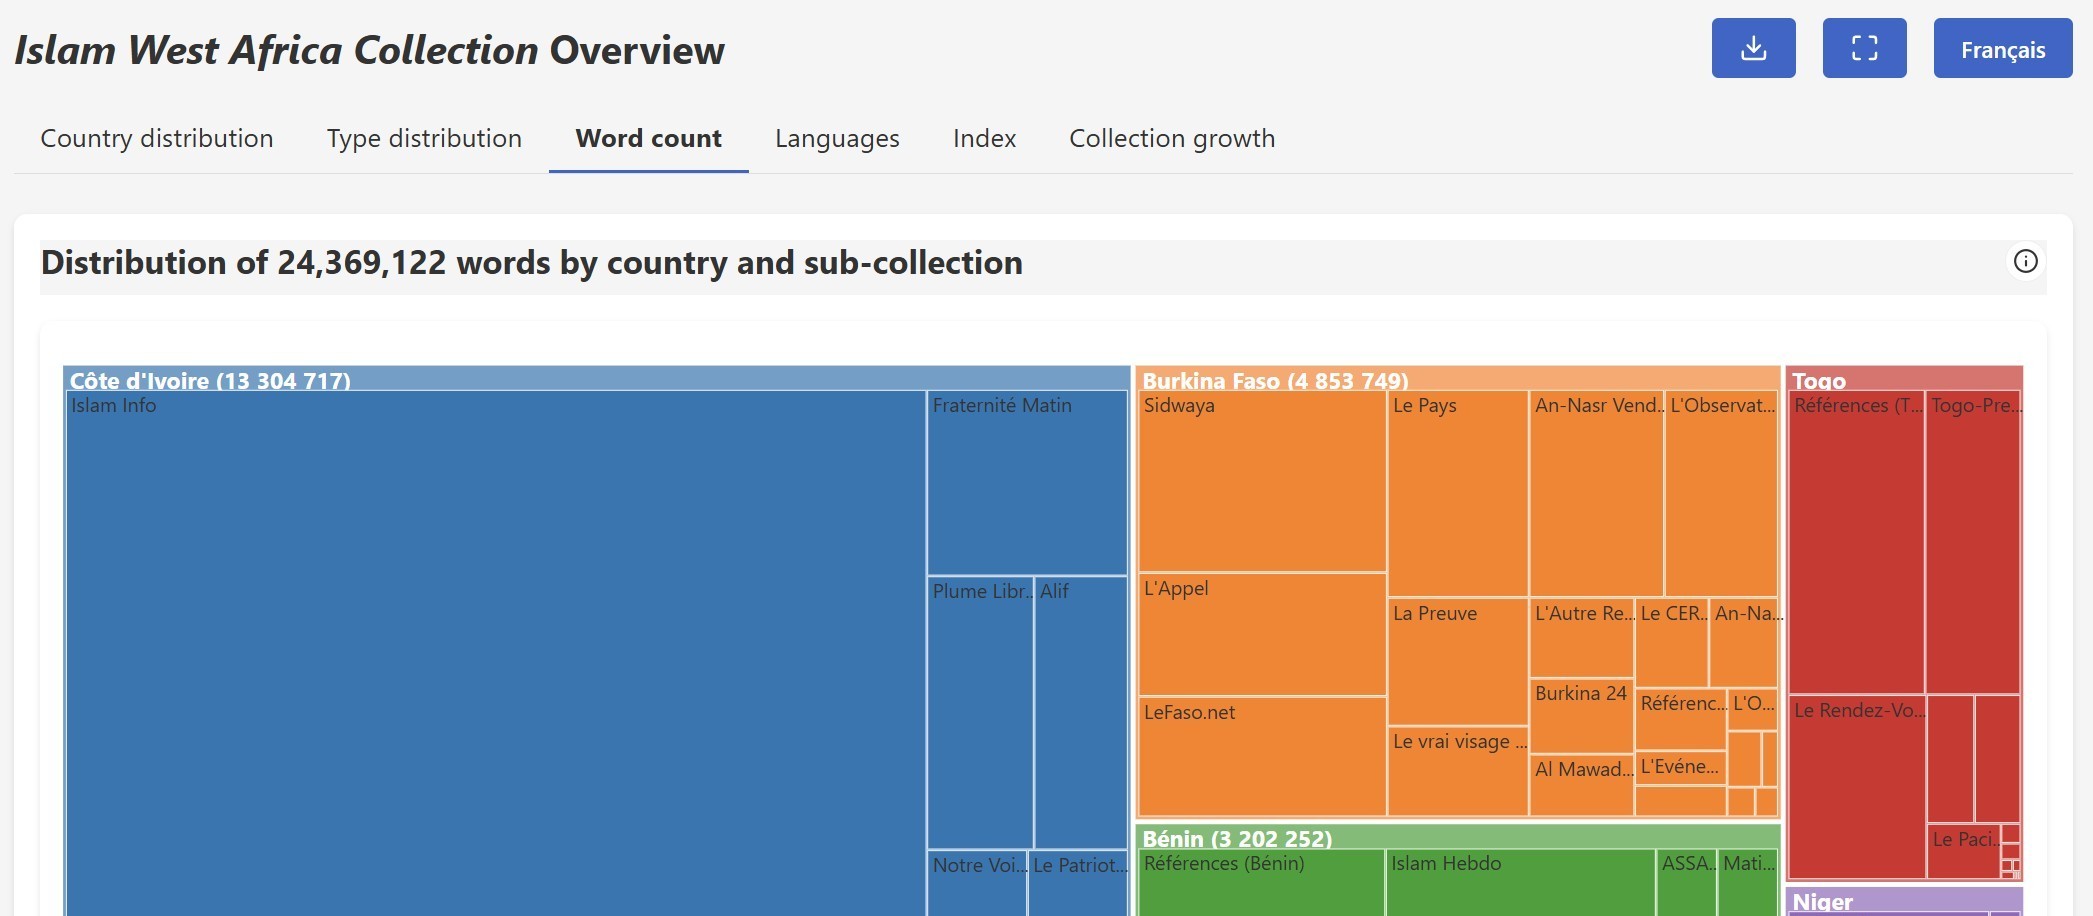 Islam West Africa Collection Overview
Français
Country distribution
Type distribution
Word count
Languages
Index
Collection growth
Distribution of 24,369,122 words by country and sub-collection
Côte d'Ivoire (13 304 717)
Islam Info
Fraternité Matin
Plume Libr...
Alif
Notre Voi...
Le Patriot...
Burkina Faso (4 853 749)
Sidwaya
Le Pays
An-Nasr Vend...
L'Observat...
L'Appel
La Preuve
L'Autre Re...
Le CER...
An-Na...
Burkina 24
Référenc...
L'O...
LeFaso.net
Le vrai visage ...
Al Mawad...
L'Evéne...
Bénin (3 202 252)
Références (Bénin)
Islam Hebdo
ASSA...
Mati...
Togo
Références (T...
Togo-Pre...
Le Rendez-Vo...
Le Paci...
Niger